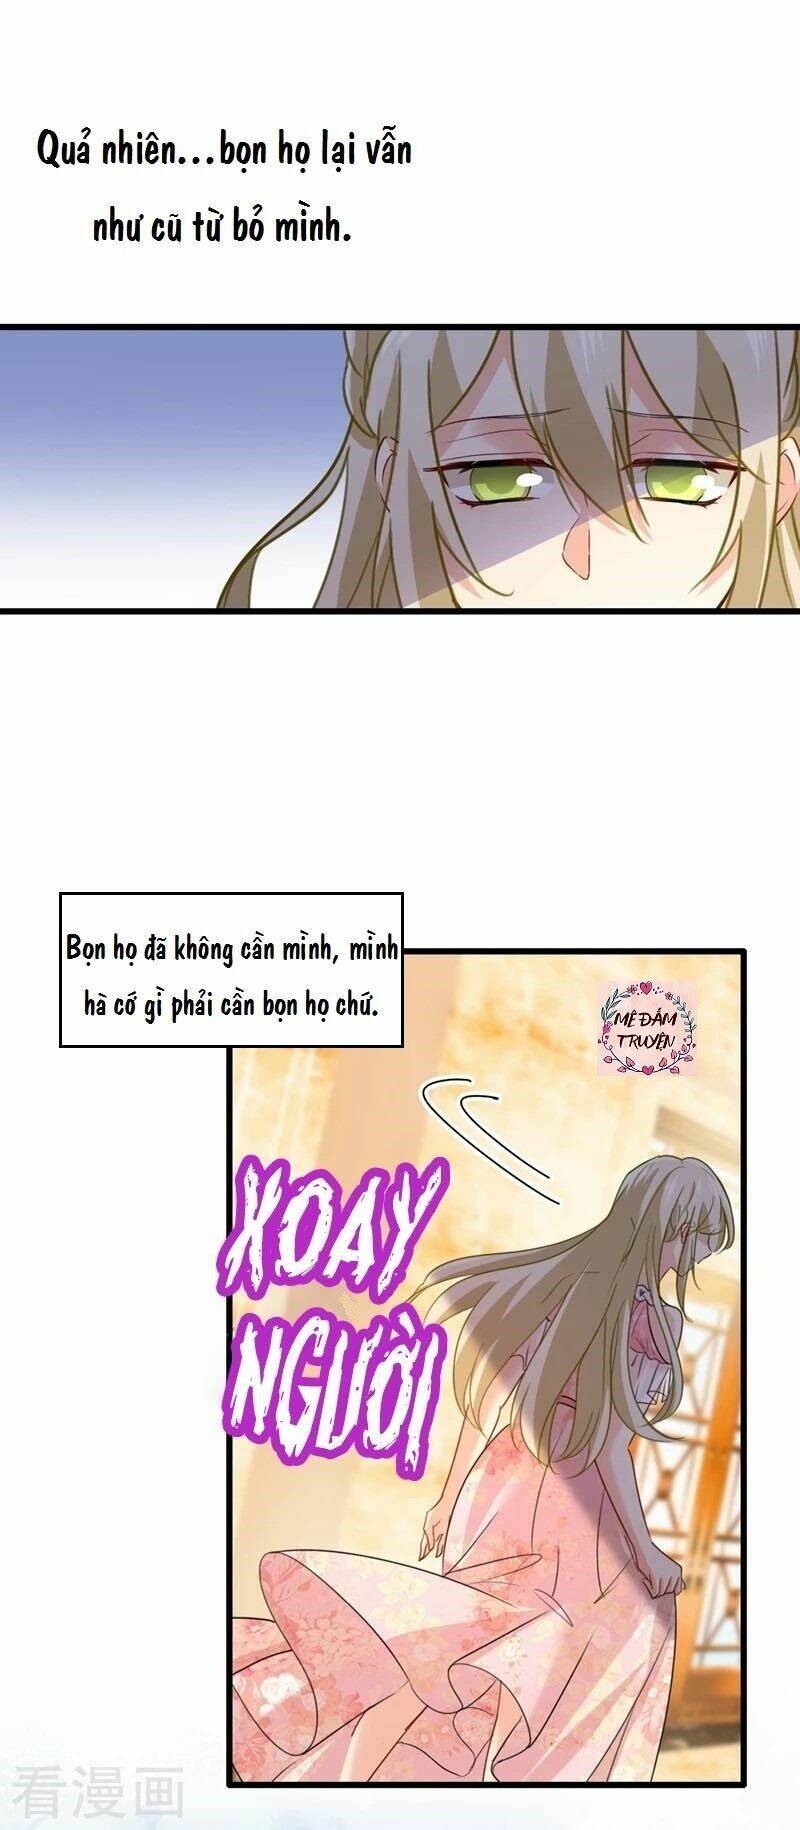 Quả nhiên...bọn họ lại vẫn
như cũ từ bỏ mình.
Bọn họ đã không cần mình, mình
hà cớ gì phải cần bọn họ chứ.
MÊ ĐẮM
TRUYỆN
XOAY
NGƯỜI
看漫画